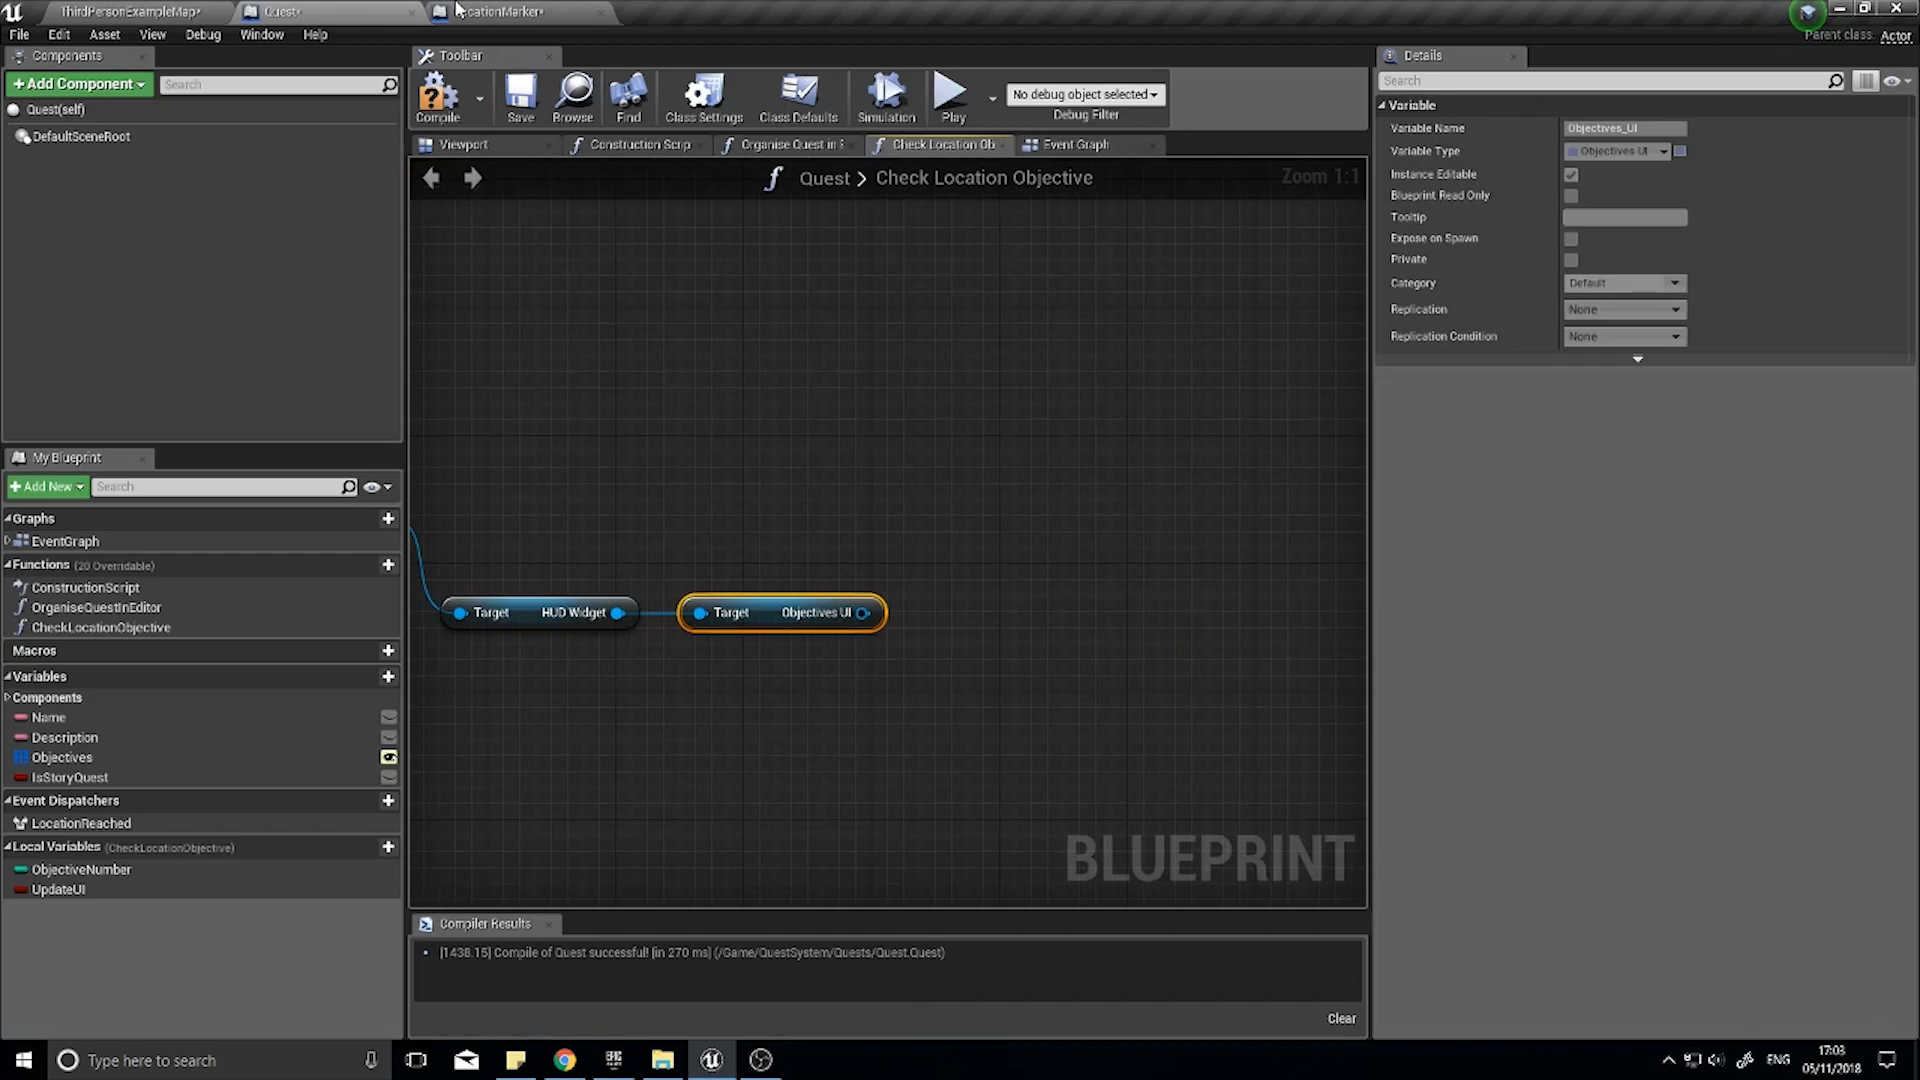 ThirdPersonExampleMap*
Quest*
ocationMarker*
File Edit Asset View Debug Window Help
Parent class: Actor
Components
Toolbar
Details
+Add Component
Search
Search
Quest(self)
DefaultSceneRoot
Compile
Save
Browse
Find
Class Settings
Class Defaults
Simulation
Play
No debug object selected
Debug Filter
Viewport
Construction Scrip
Organise Quest in E
Check Location Ob
Event Graph
Quest > Check Location Objective
Zoom 1:1
Variable
Variable Name Objectives_UI
Variable Type Objectives UI
Instance Editable
Blueprint Read Only
Tooltip
Expose on Spawn
Private
Category Default
Replication None
Replication Condition None
My Blueprint
+Add New
Search
Graphs
EventGraph
Functions (20 Overridable)
ConstructionScript
OrganiseQuestInEditor
CheckLocationObjective
Macros
Variables
Components
Name
Description
Objectives
IsStoryQuest
Event Dispatchers
LocationReached
Local Variables (CheckLocationObjective)
ObjectiveNumber
UpdateUI
Target HUD Widget
Target Objectives UI
BLUEPRINT
Compiler Results
[1438.15] Compile of Quest successful! [in 270 ms] (/Game/QuestSystem/Quests/Quest.Quest)
Clear
Type here to search
ENG
17:03
05/11/2018